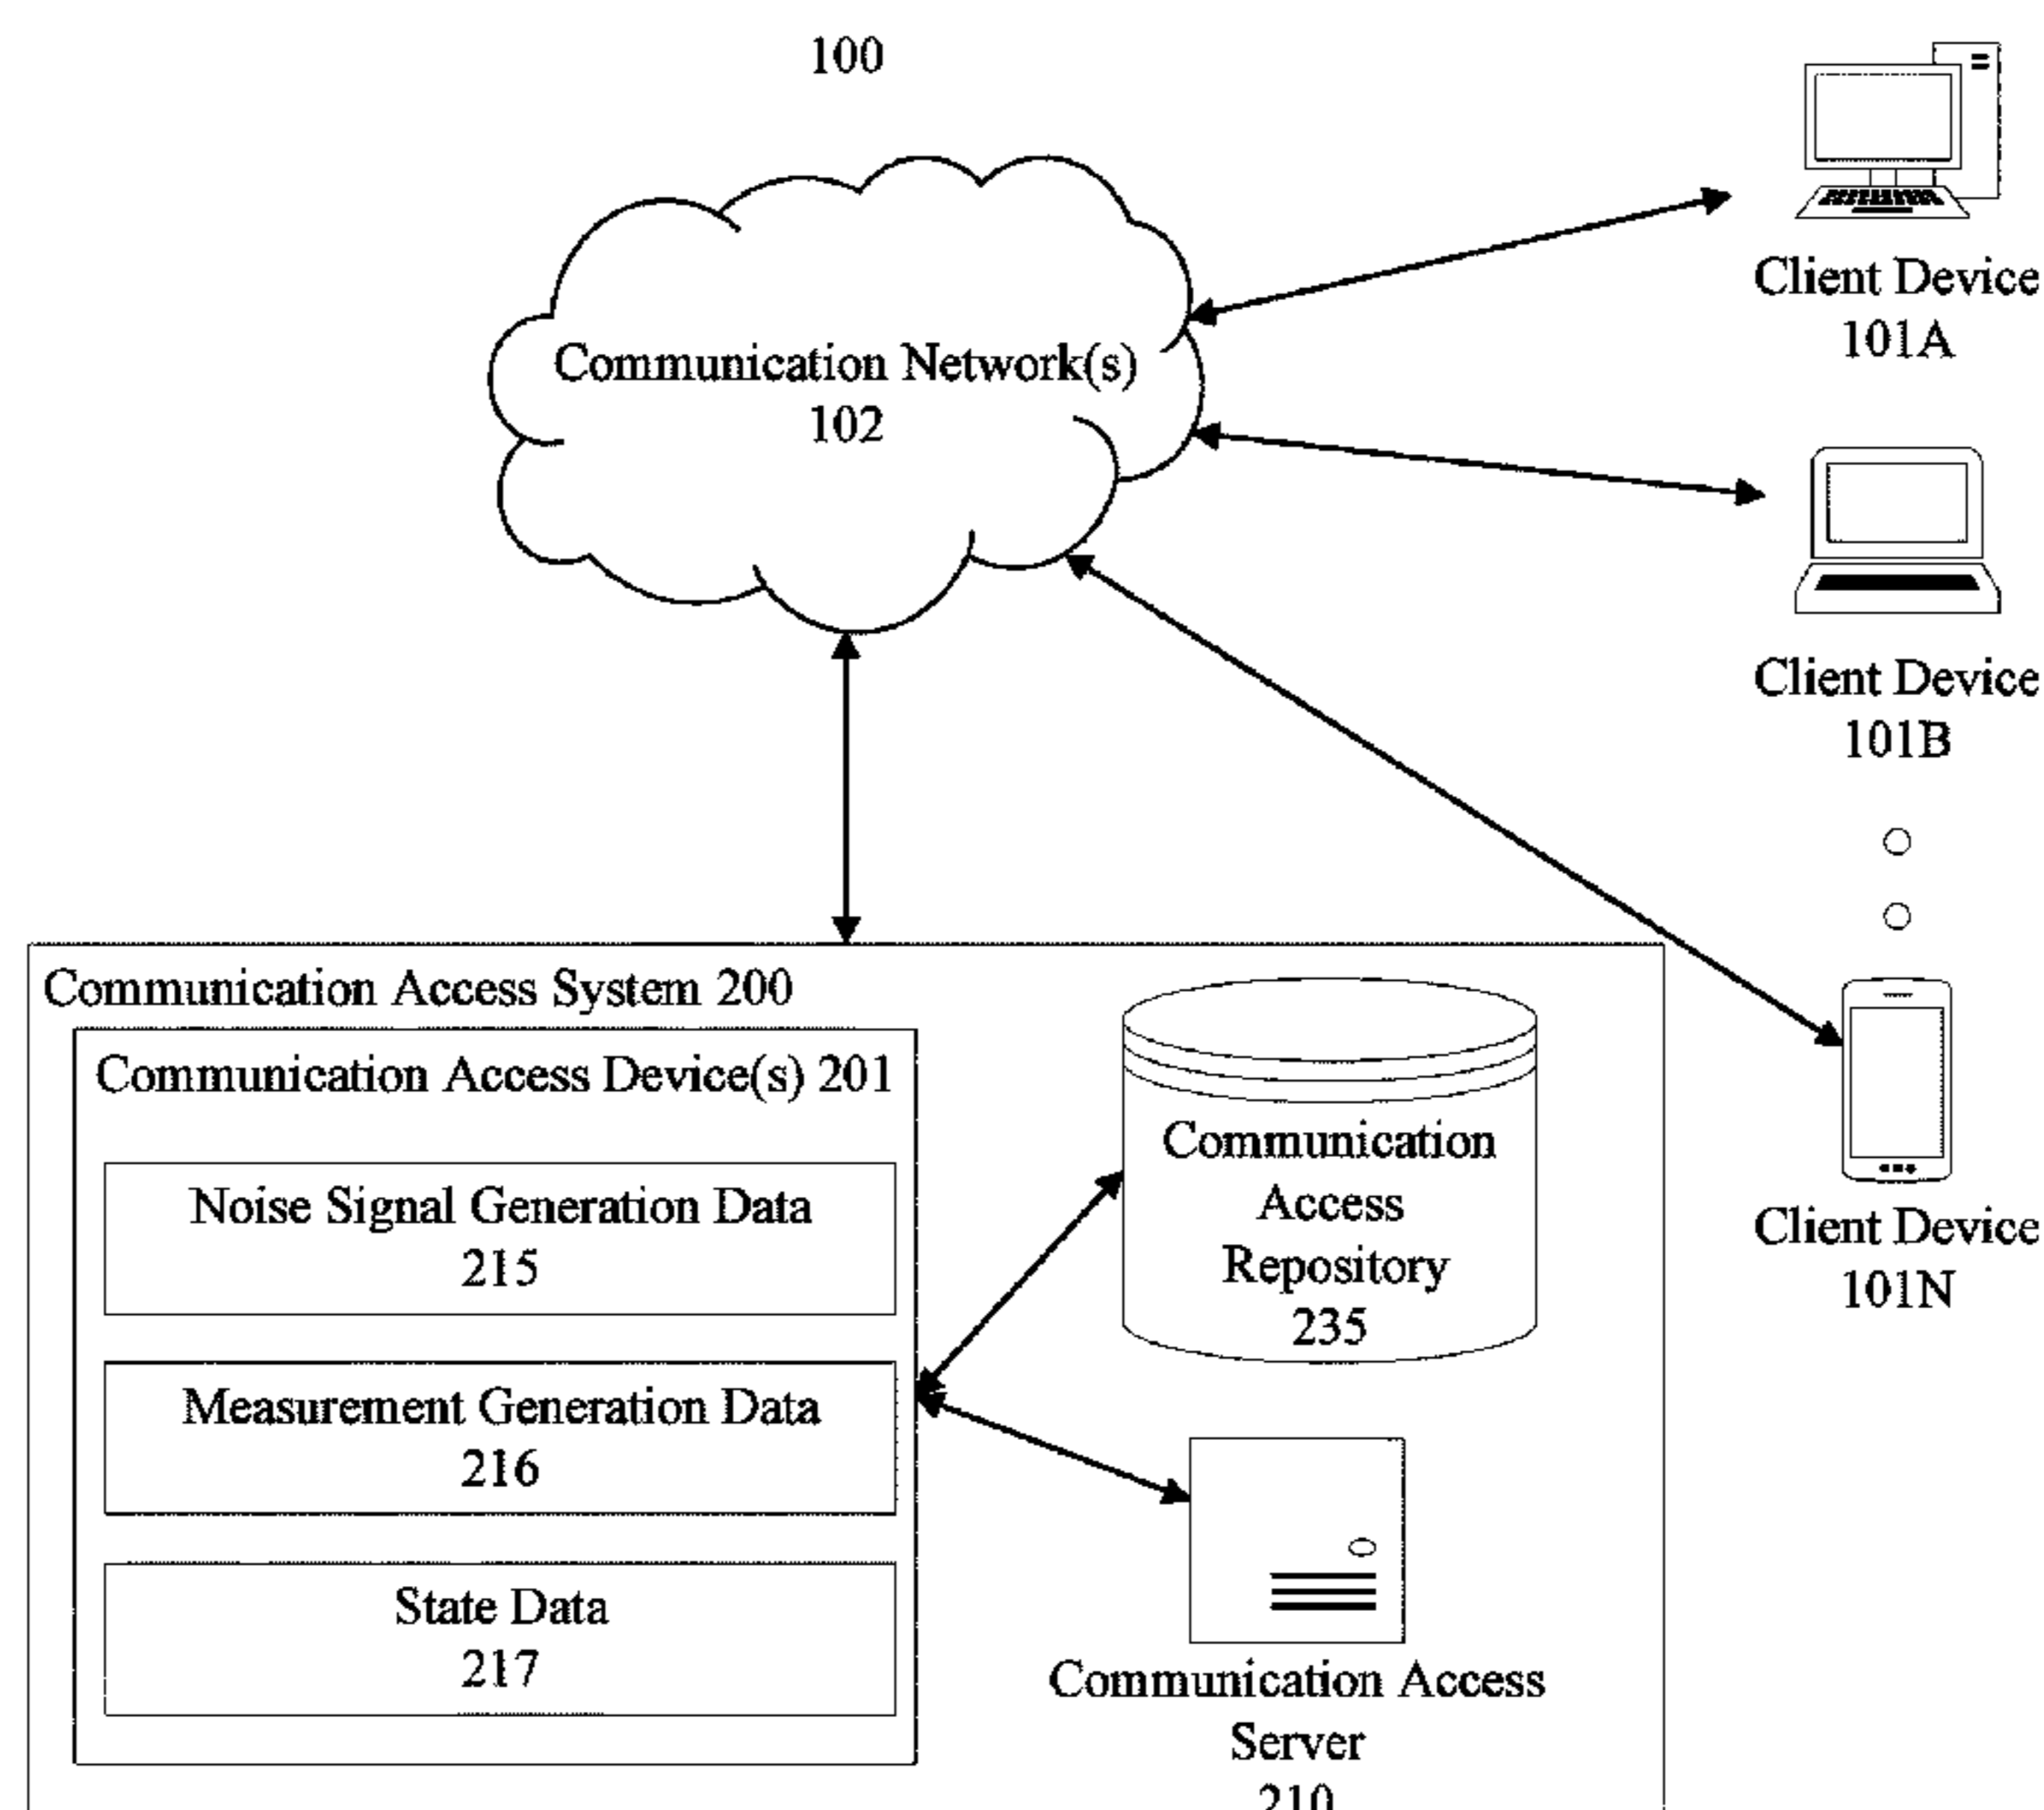 100
Communication Network(s)
102
Client Device
101A
Client Device
101B
Communication Access System 200
Communication Access Device(s) 201
Noise Signal Generation Data
215
Measurement Generation Data
216
State Data
217
Communication
Access
Repository
235
Communication Access
Server
210
Client Device
101N